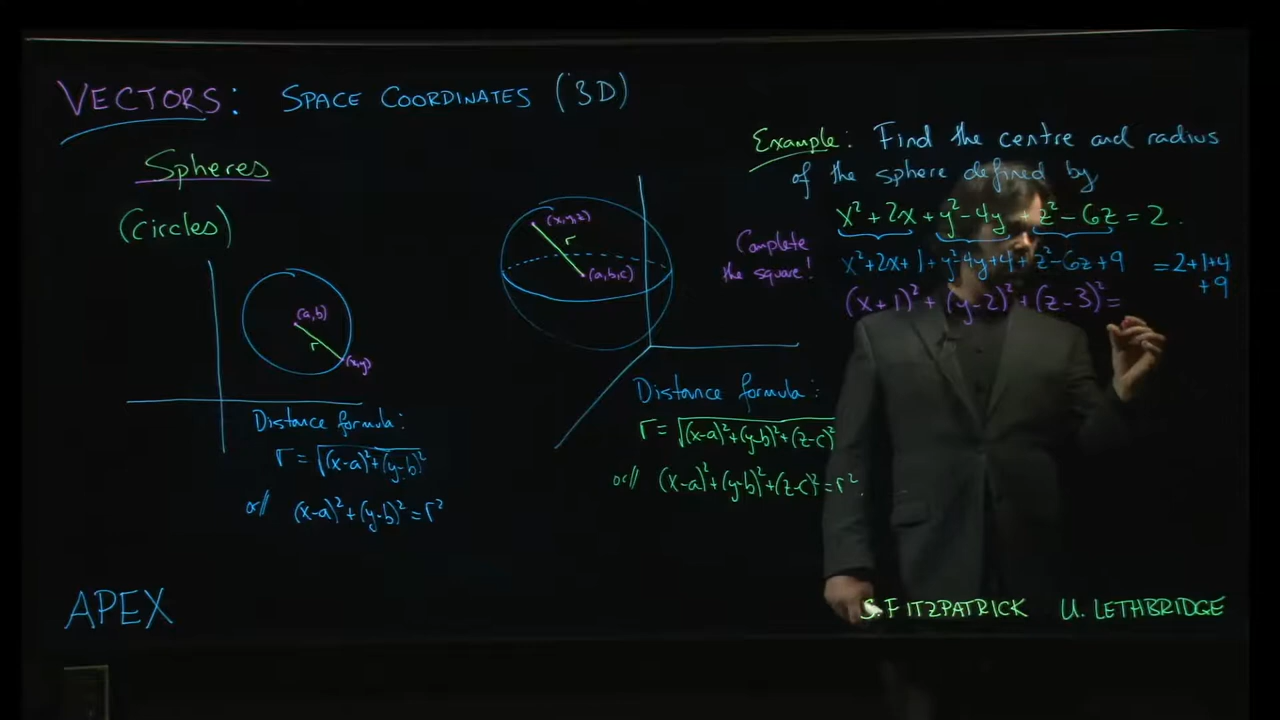 VECTORS: SPACE COORDINATES (3D)
Spheres
(circles)
(a,b)
r
(x,y)
Distance formula:
r = √(x-a)²+(y-b)²
or // (x-a)²+(y-b)²=r²
(x,y,z)
r
(a,b,c)
Distance formula:
r = √(x-a)²+(y-b)²+(z-c)²
or // (x-a)²+(y-b)²+(z-c)²=r².
Example: Find the centre and radius
of the sphere defined by
x²+2x+y²-4y+z²-6z=2.
Complete
the square!
x²+2x+1+y²-4y+4+z²-6z+9 =2+1+4
+9
(x+1)²+(y-2)²+(z-3)²=
APEX
S. FITZPATRICK U. LETHBRIDGE